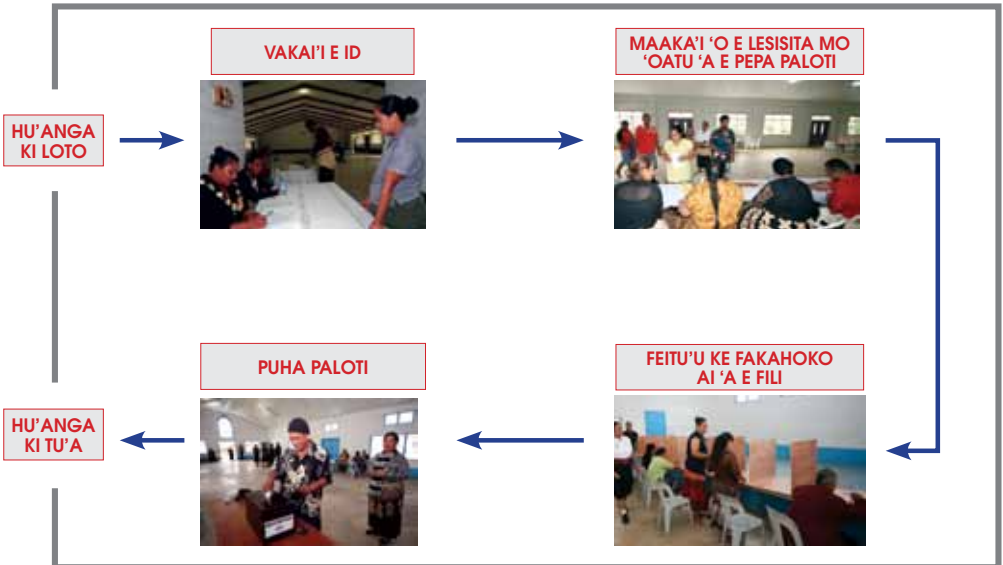 HU'ANGA
KI LOTO
VAKAI'I E ID
MAAKA'I 'O E LESISITA MO
'OATU 'A E PEPA PALOTI
FEITU'U KE FAKAHOKO
AI 'A E FILI
PUHA PALOTI
HU'ANGA
KI TU'A